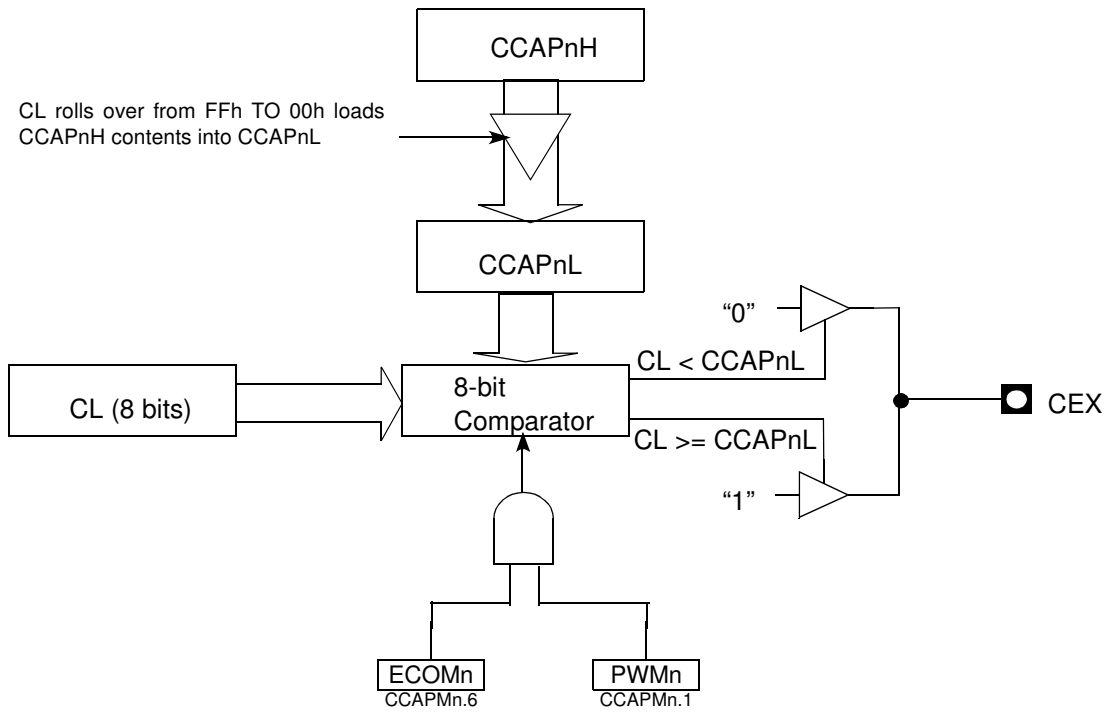 CCAPnH
CL rolls over from FFh TO 00h loads
CCAPnH contents into CCAPnL
CCAPnL
“0”
CL < CCAPnL
CL (8 bits)
8-bit
Comparator
CEX
CL >= CCAPnL
“1”
ECOMn
CCAPMn.6
PWMn
CCAPMn.1